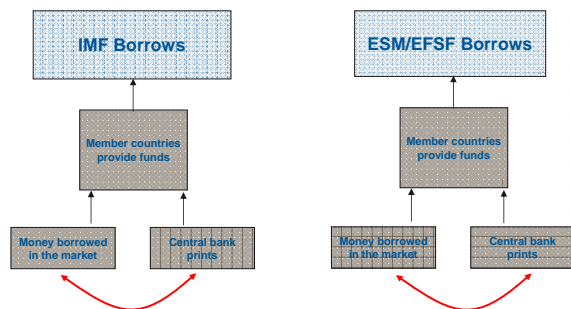 IMF Borrows
Member countries
provide funds
Money borrowed
in the market
Central bank
prints
ESM/EFSF Borrows
Member countries
provide funds
Money borrowed
in the market
Central bank
prints